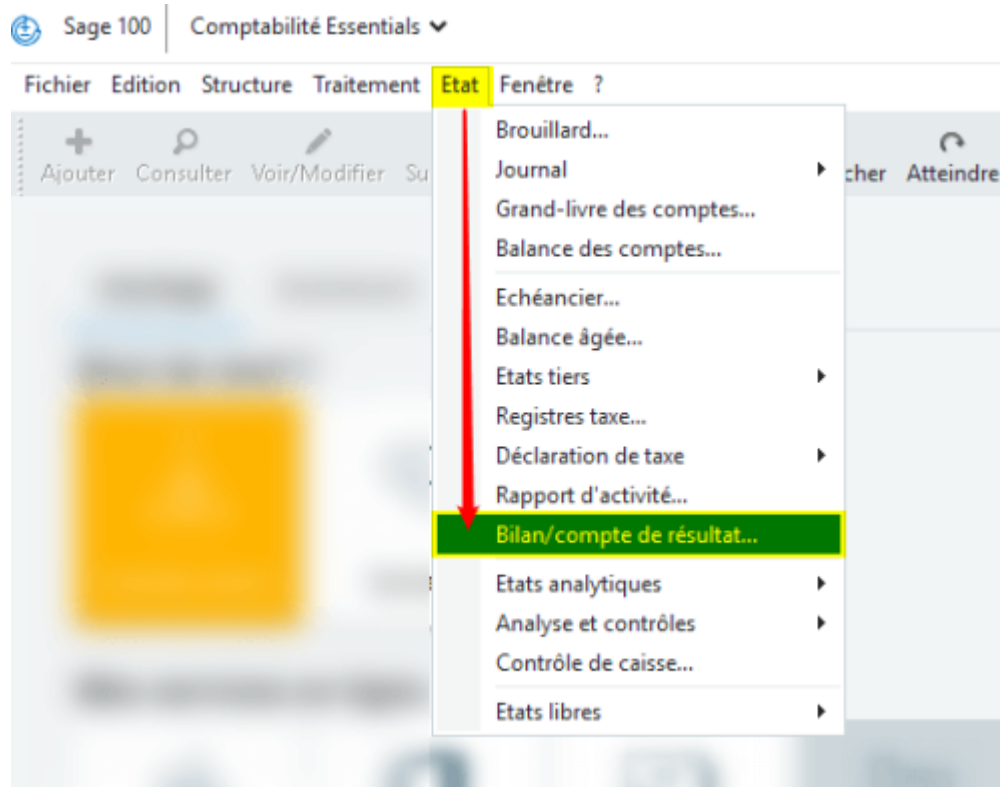 Sage 100 Comptabilité Essentials
Fichier Edition Structure Traitement Etat Fenêtre ?
Ajouter Consulter Voir/Modifier Su cher Atteindre
Brouillard...
Journal
Grand-livre des comptes...
Balance des comptes...
Echéancier...
Balance âgée...
Etats tiers
Registres taxe...
Déclaration de taxe
Rapport d'activité...
Bilan/compte de résultat...
Etats analytiques
Analyse et contrôles
Contrôle de caisse...
Etats libres